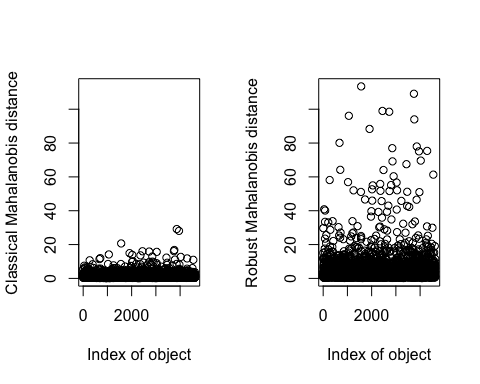 Classical Mahalanobis distance
0 20 40 60 80
0 2000
Index of object
Robust Mahalanobis distance
0 20 40 60 80
0 2000
Index of object